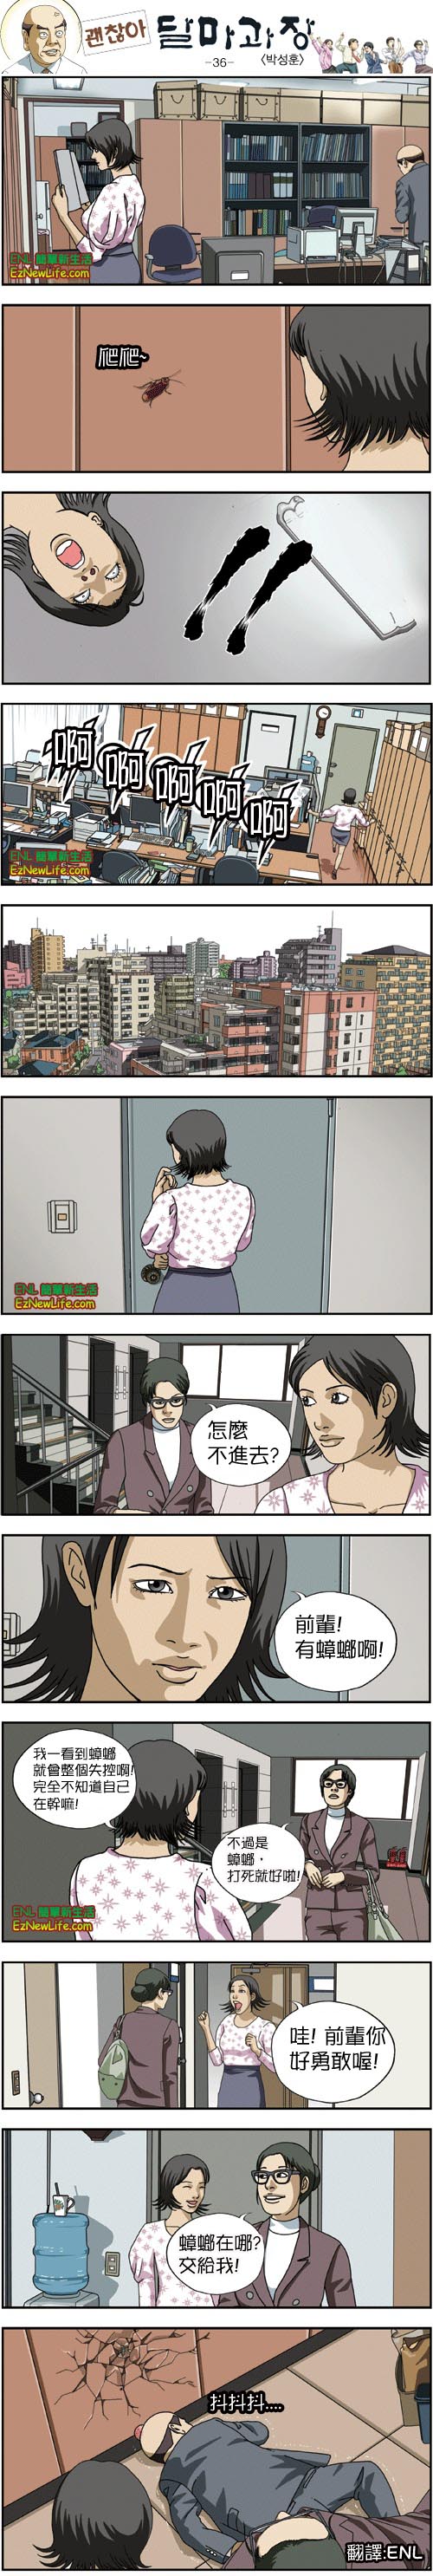 괜찮아
달마과장
-36-
<박성훈>
ENL 簡單新生活
EzNewLife.com
爬爬~
啊
啊
啊
啊
啊
ENL 簡單新生活
EzNewLife.com
ENL 簡單新生活
EzNewLife.com
怎麼
不進去?
前輩!
有蟑螂啊!
我一看到蟑螂
就曾整個失控啊!
完全不知道自己
在幹嘛!
不過是
蟑螂,
打死就好啦!
ENL 簡單新生活
EzNewLife.com
哇! 前輩你
好勇敢喔!
蟑螂在哪?
交給我!
抖抖抖....
翻譯:ENL